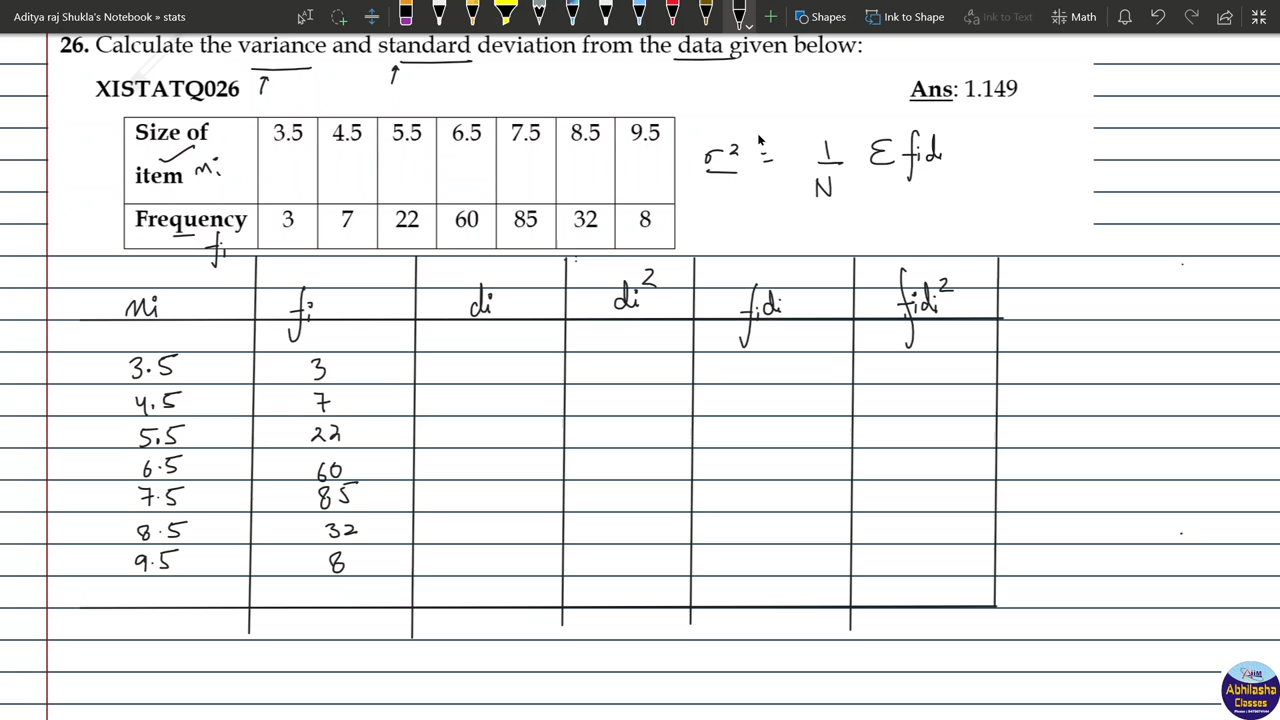 Aditya raj Shukla's Notebook » stats
Shapes Ink to Shape Ink to Text Math
26. Calculate the variance and standard deviation from the data given below:
XISTATQ026 Ans: 1.149
Size of item xi 3.5 4.5 5.5 6.5 7.5 8.5 9.5
Frequency fi 3 7 22 60 85 32 8
σ² = 1/N Σ fidi
xi fi di di² fidi fidi²
3.5 3
4.5 7
5.5 22
6.5 60
7.5 85
8.5 32
9.5 8
Abhilasha
Classes